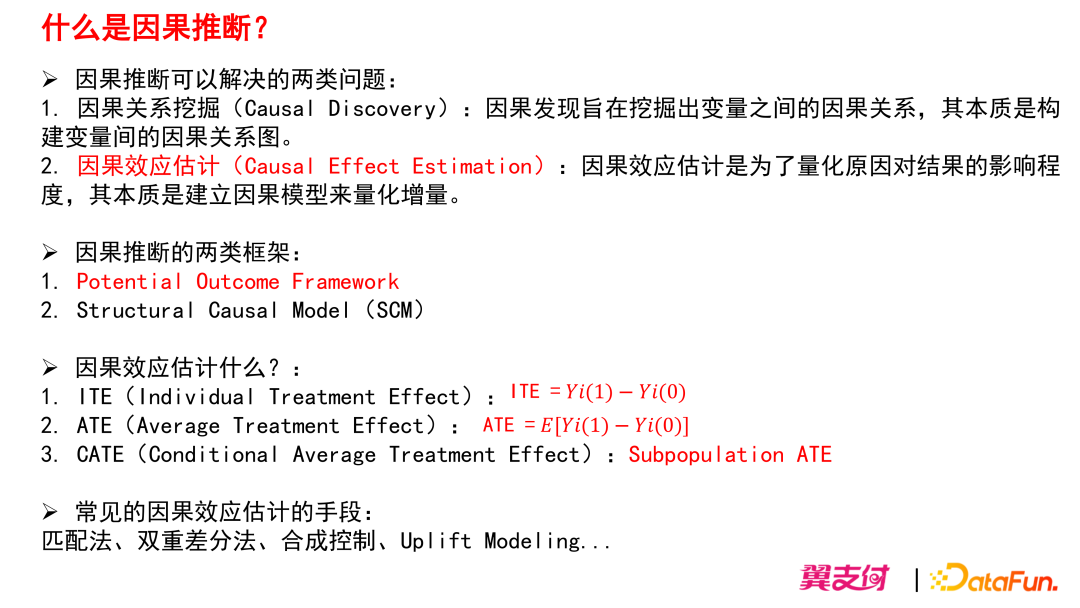 什么是因果推断？
➢ 因果推断可以解决的两类问题：
1. 因果关系挖掘（Causal Discovery）：因果发现旨在挖掘出变量之间的因果关系，其本质是构
建变量间的因果关系图。
2. 因果效应估计（Causal Effect Estimation）：因果效应估计是为了量化原因对结果的影响程
度，其本质是建立因果模型来量化增量。
➢ 因果推断的两类框架：
1. Potential Outcome Framework
2. Structural Causal Model（SCM）
➢ 因果效应估计什么？：
1. ITE（Individual Treatment Effect）：ITE = Yi(1) − Yi(0)
2. ATE（Average Treatment Effect）： ATE = E[Yi(1) − Yi(0)]
3. CATE（Conditional Average Treatment Effect）：Subpopulation ATE
➢ 常见的因果效应估计的手段：
匹配法、双重差分法、合成控制、Uplift Modeling...
翼支付 | DataFun.